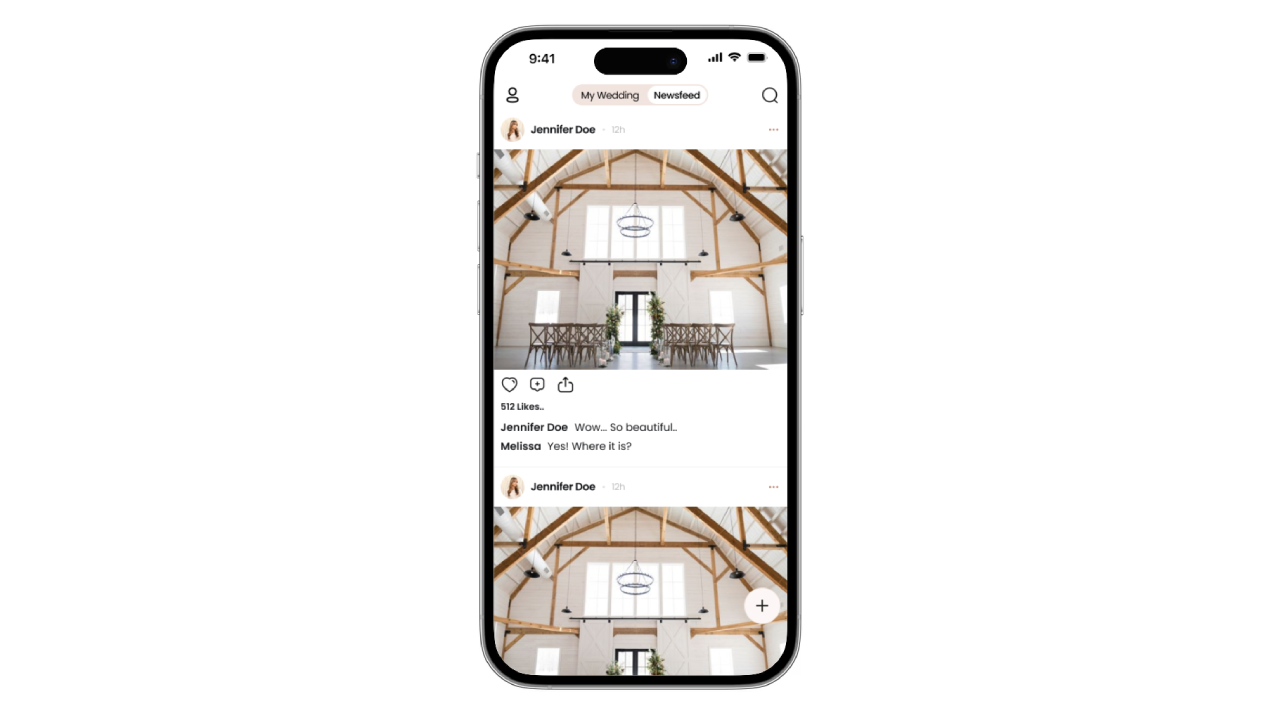 9:41
My Wedding Newsfeed
Jennifer Doe · 12h
512 Likes..
Jennifer Doe Wow... So beautiful..
Melissa Yes! Where it is?
Jennifer Doe · 12h